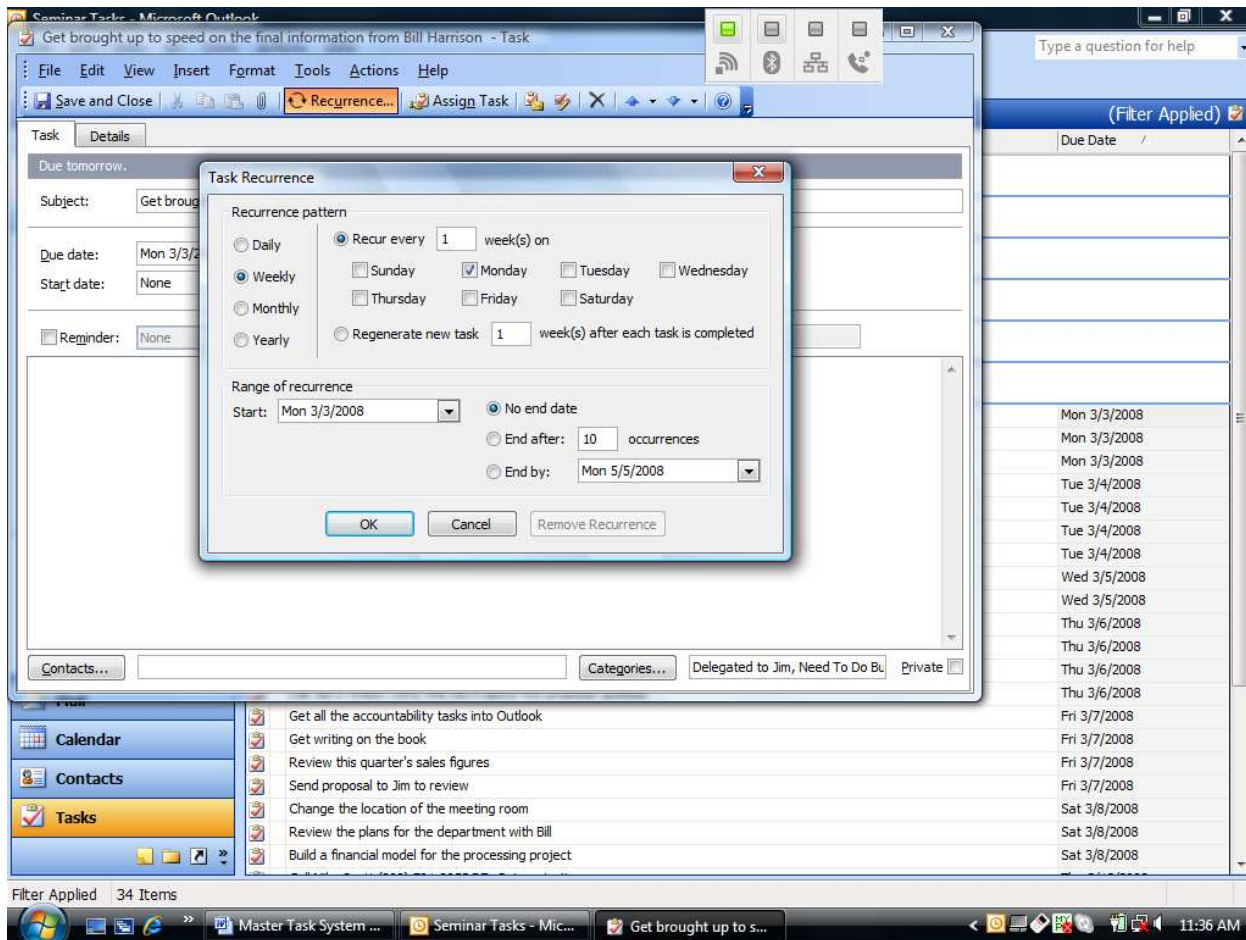 Seminar Tasks - Microsoft Outlook
Get brought up to speed on the final information from Bill Harrison - Task
Type a question for help
File Edit View Insert Format Tools Actions Help
Save and Close Recurrence... Assign Task
(Filter Applied)
Task Details
Due Date
Due tomorrow.
Task Recurrence
Subject: Get broug
Recurrence pattern
Daily
Recur every 1 week(s) on
Due date: Mon 3/3/2
Weekly
Sunday Monday Tuesday Wednesday
Start date: None
Thursday Friday Saturday
Monthly
Reminder: None
Yearly
Regenerate new task 1 week(s) after each task is completed
Range of recurrence
Start: Mon 3/3/2008
No end date
End after: 10 occurrences
End by: Mon 5/5/2008
OK Cancel Remove Recurrence
Mon 3/3/2008
Mon 3/3/2008
Mon 3/3/2008
Tue 3/4/2008
Tue 3/4/2008
Tue 3/4/2008
Tue 3/4/2008
Wed 3/5/2008
Wed 3/5/2008
Thu 3/6/2008
Thu 3/6/2008
Thu 3/6/2008
Thu 3/6/2008
Contacts... Categories... Delegated to Jim, Need To Do Bu Private
Mail
Get all the accountability tasks into Outlook Fri 3/7/2008
Calendar
Get writing on the book Fri 3/7/2008
Review this quarter's sales figures Fri 3/7/2008
Contacts
Send proposal to Jim to review Fri 3/7/2008
Tasks
Change the location of the meeting room Sat 3/8/2008
Review the plans for the department with Bill Sat 3/8/2008
Build a financial model for the processing project Sat 3/8/2008
Filter Applied 34 Items
Master Task System ... Seminar Tasks - Mic... Get brought up to s... 11:36 AM